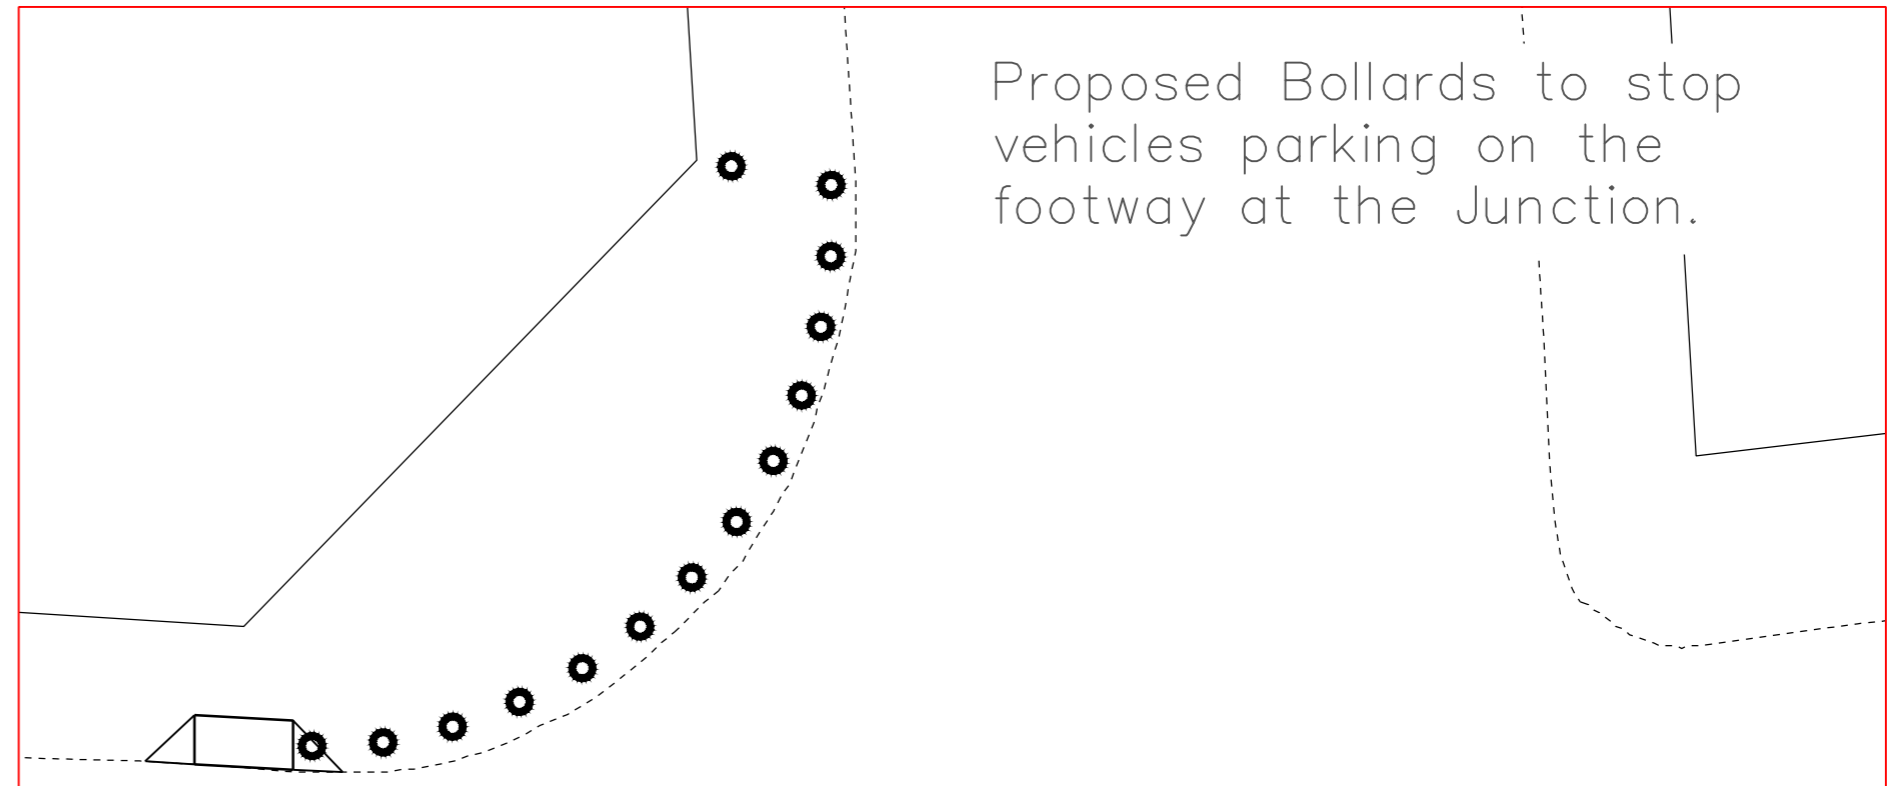 Proposed Bollards to stop
vehicles parking on the
footway at the Junction.